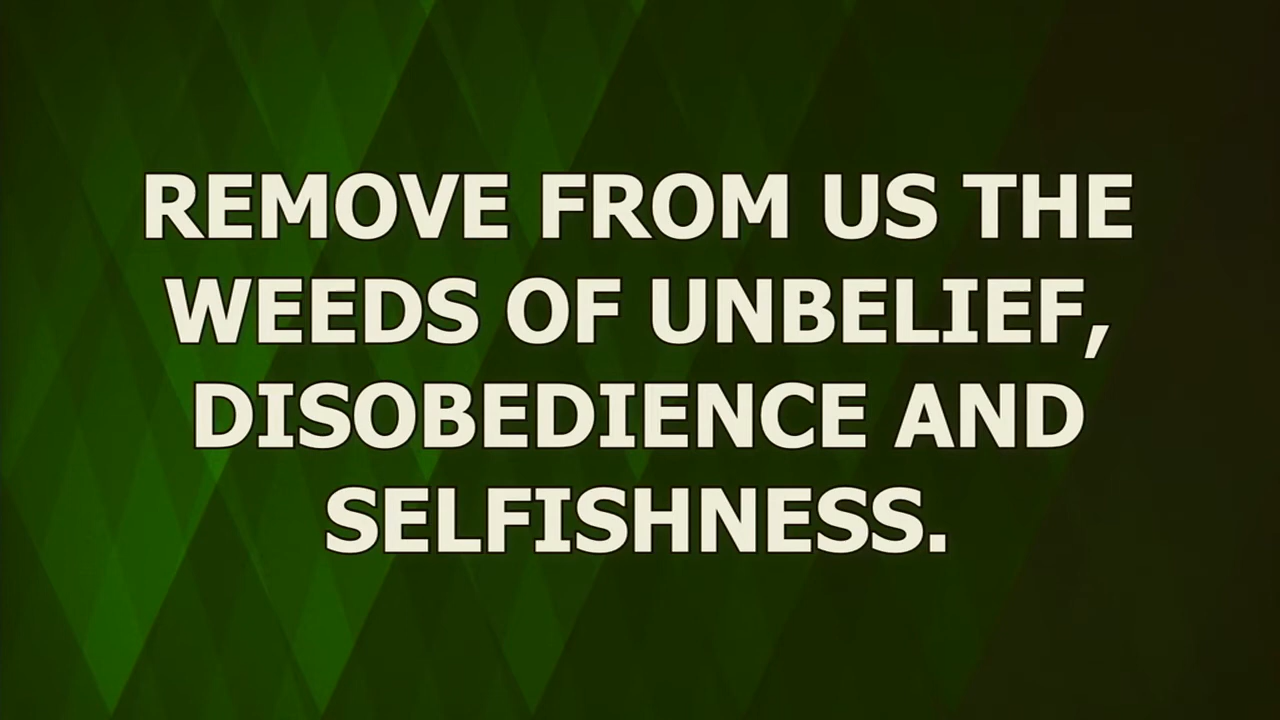 REMOVE FROM US THE
WEEDS OF UNBELIEF,
DISOBEDIENCE AND
SELFISHNESS.